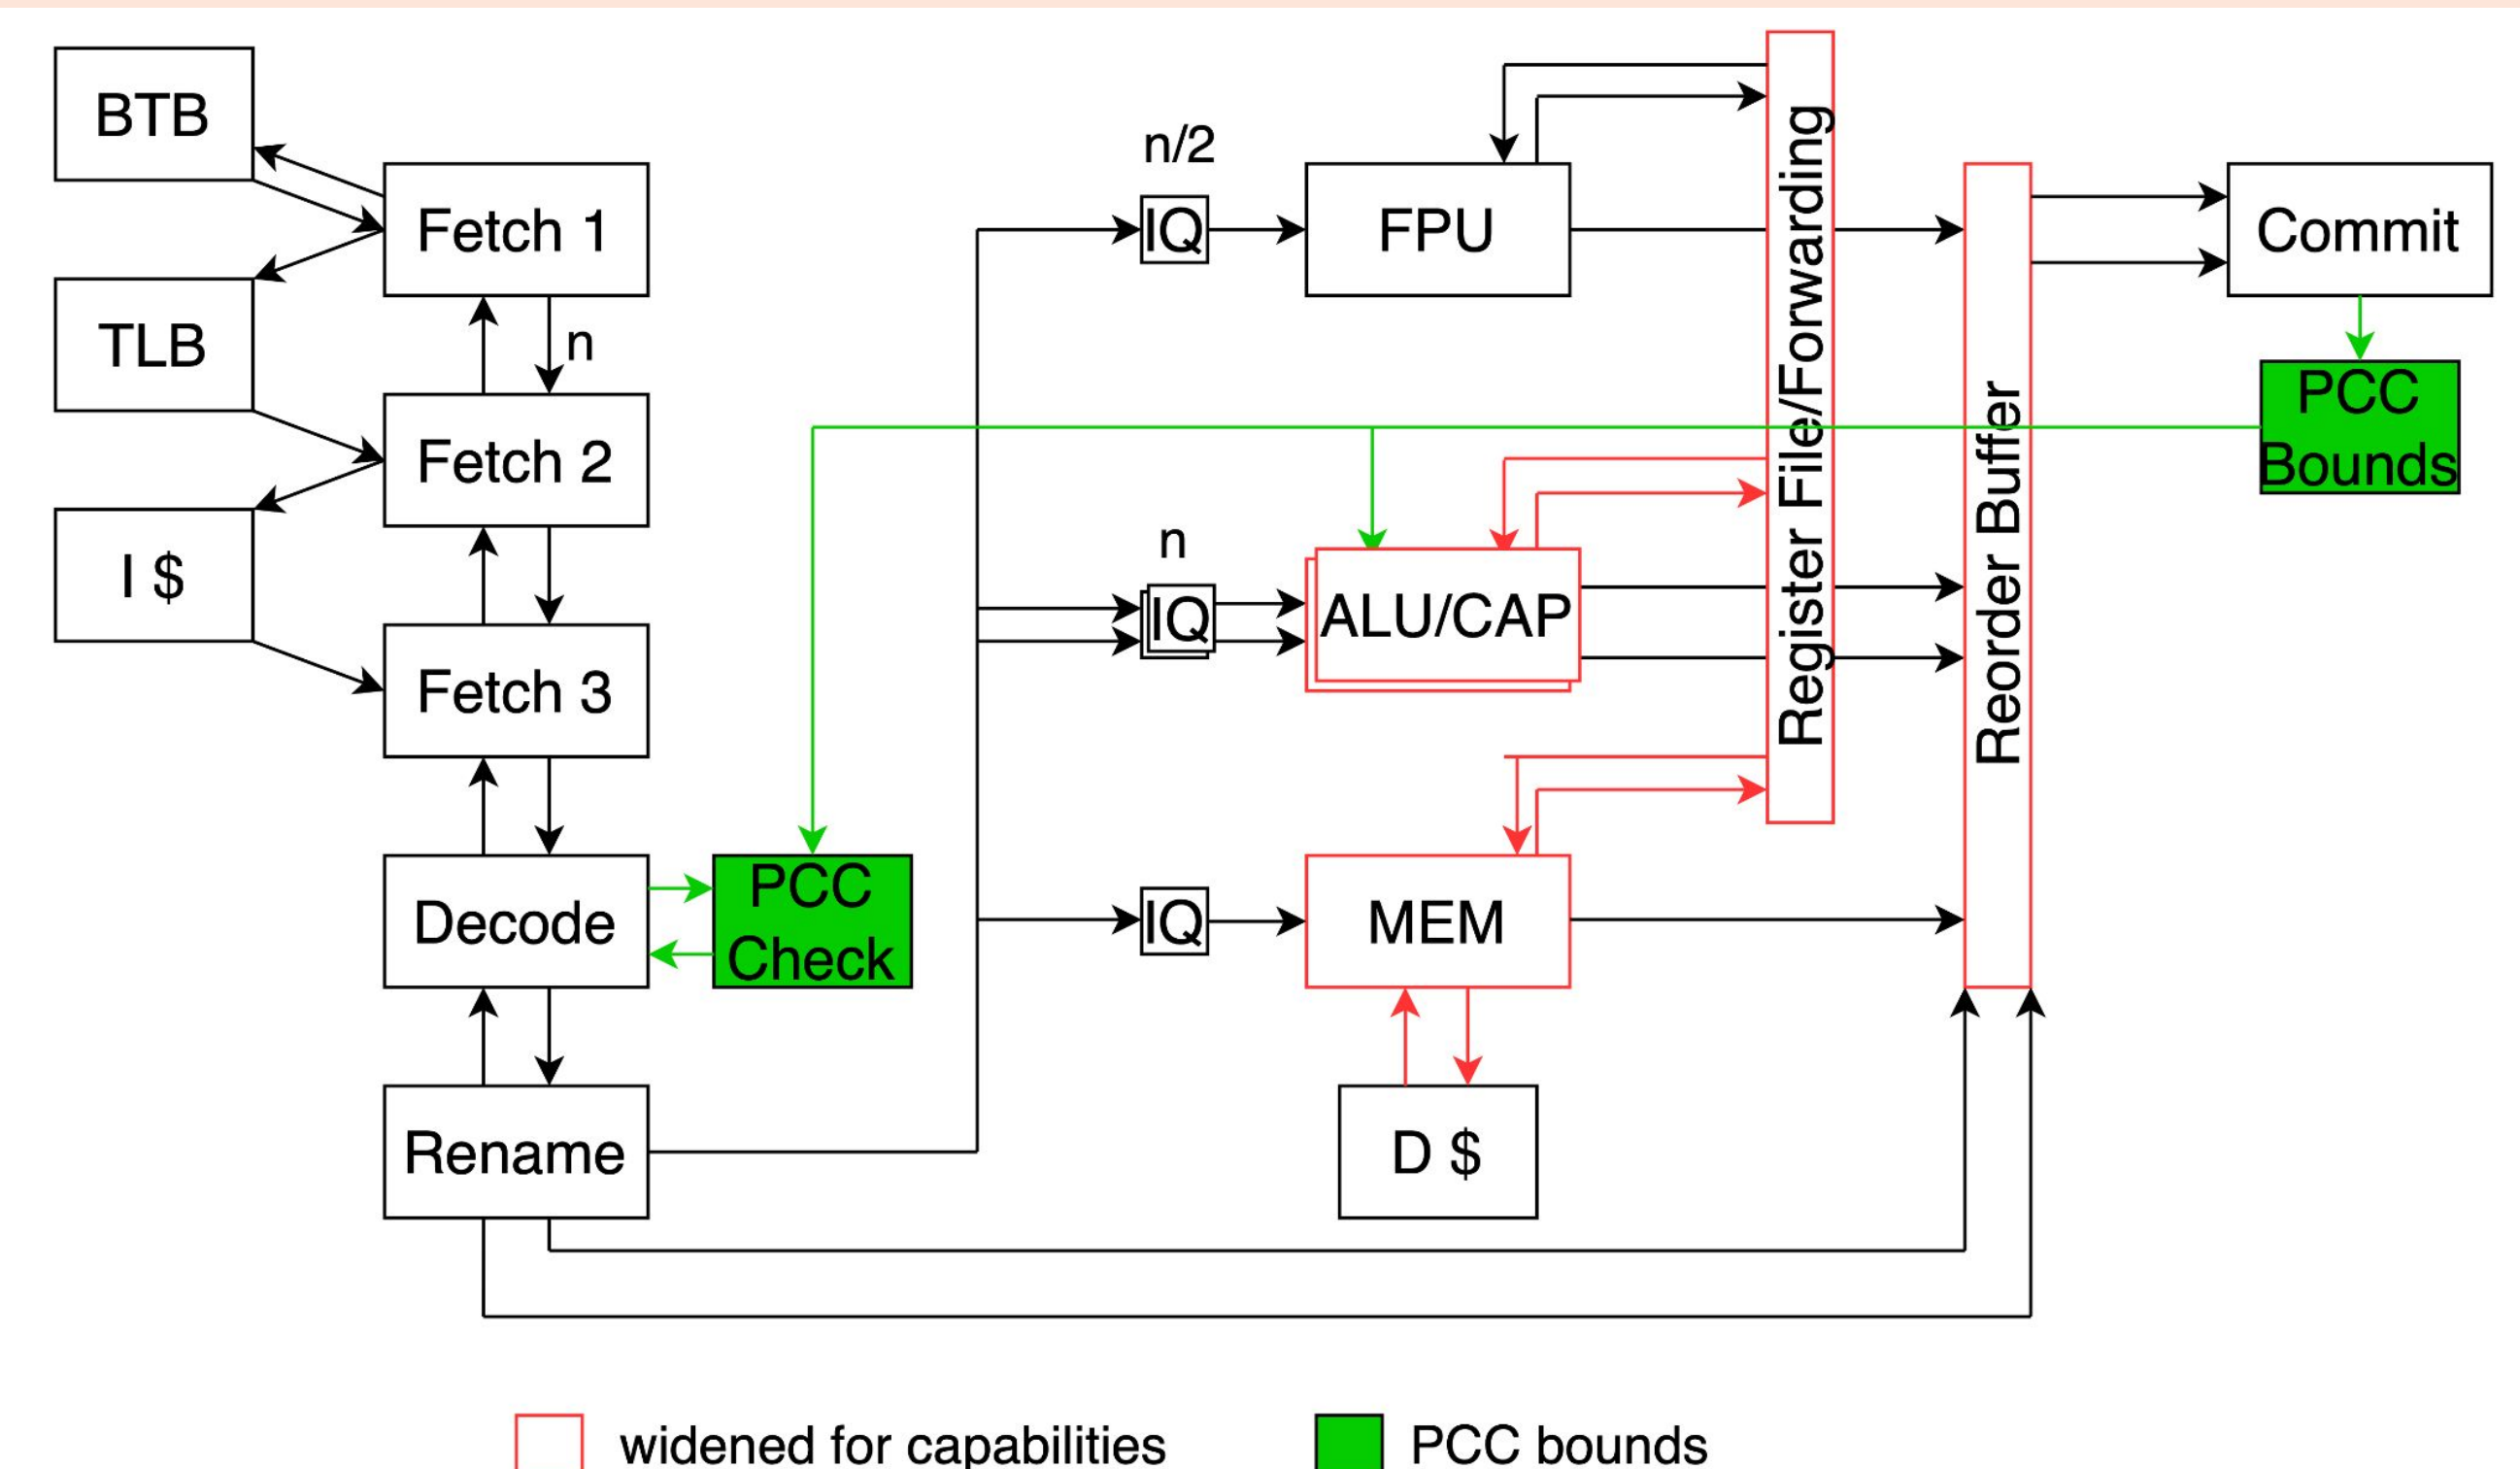 BTB
Fetch 1
TLB
n
Fetch 2
I $
Fetch 3
Decode
PCC
Check
Rename
n/2
IQ
FPU
n
IQ
ALU/CAP
IQ
MEM
D $
Register File/Forwarding
Reorder Buffer
Commit
PCC
Bounds
widened for capabilities
PCC bounds